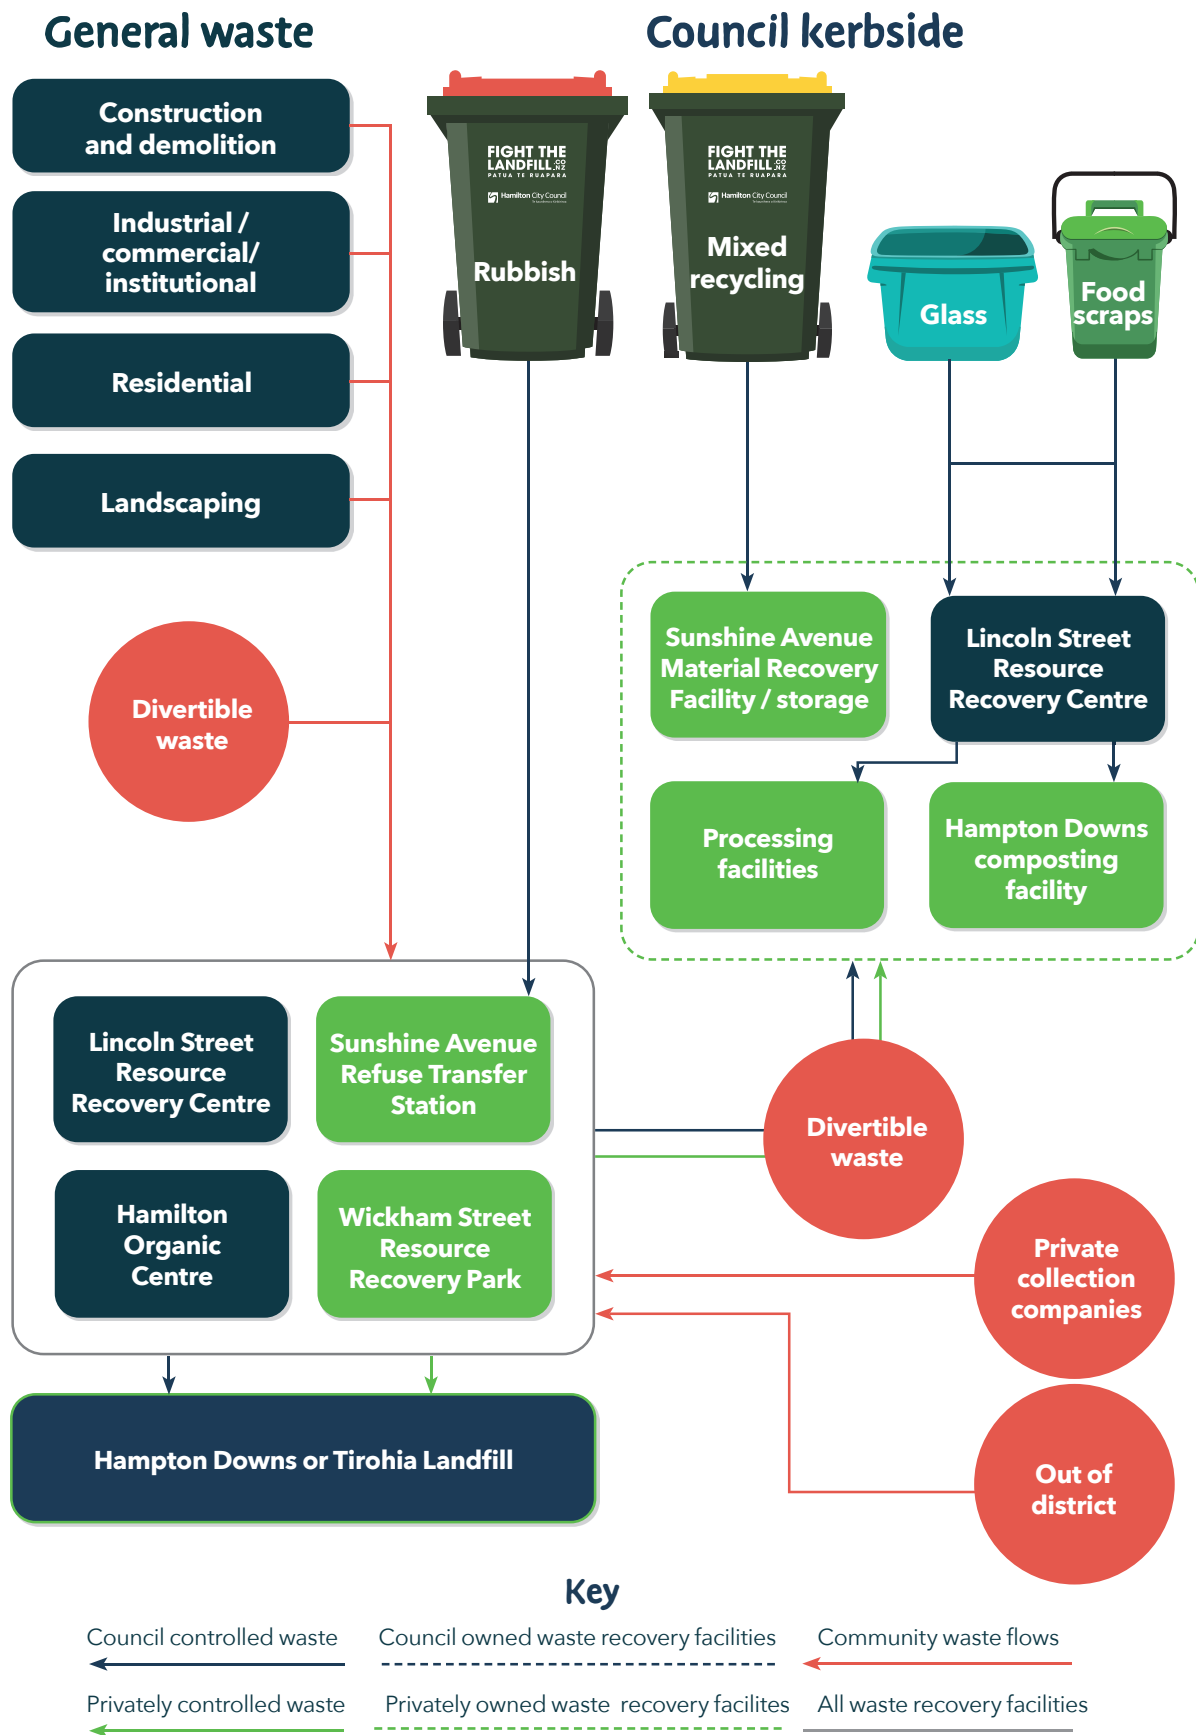 General waste
Council kerbside
Construction
and demolition
Industrial /
commercial/
institutional
Residential
Landscaping
FIGHT THE
LANDFILL.CO
.NZ
PATUA TE RUAPARA
Hamilton City Council
Rubbish
FIGHT THE
LANDFILL.CO
.NZ
PATUA TE RUAPARA
Hamilton City Council
Mixed
recycling
Glass
Food
scraps
Divertible
waste
Sunshine Avenue
Material Recovery
Facility / storage
Lincoln Street
Resource
Recovery Centre
Processing
facilities
Hampton Downs
composting
facility
Lincoln Street
Resource
Recovery Centre
Sunshine Avenue
Refuse Transfer
Station
Hamilton
Organic
Centre
Wickham Street
Resource
Recovery Park
Divertible
waste
Private
collection
companies
Out of
district
Hampton Downs or Tirohia Landfill
Key
Council controlled waste
Council owned waste recovery facilities
Community waste flows
Privately controlled waste
Privately owned waste recovery facilites
All waste recovery facilities